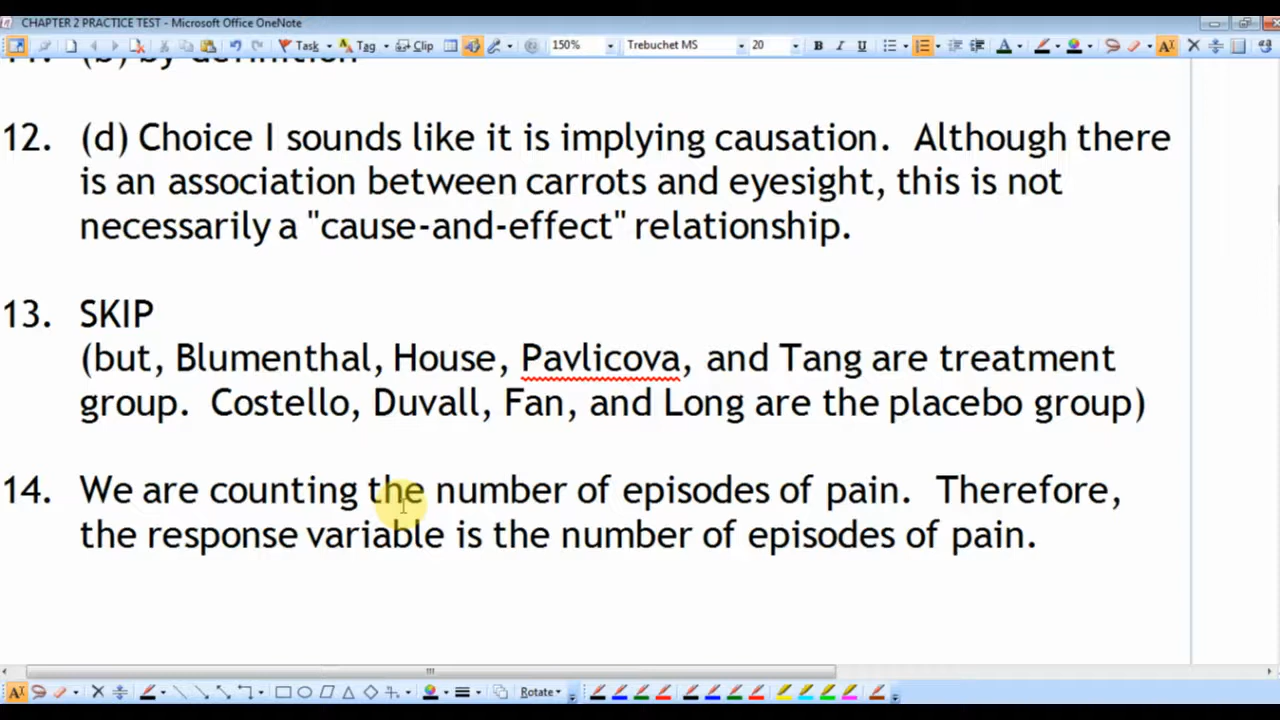 CHAPTER 2 PRACTICE TEST - Microsoft Office OneNote
Task Tag Clip 150% Trebuchet MS 20 B I U A
(b) by definition
12. (d) Choice I sounds like it is implying causation. Although there
is an association between carrots and eyesight, this is not
necessarily a "cause-and-effect" relationship.
13. SKIP
(but, Blumenthal, House, Pavlicova, and Tang are treatment
group. Costello, Duvall, Fan, and Long are the placebo group)
14. We are counting the number of episodes of pain. Therefore,
the response variable is the number of episodes of pain.
Rotate